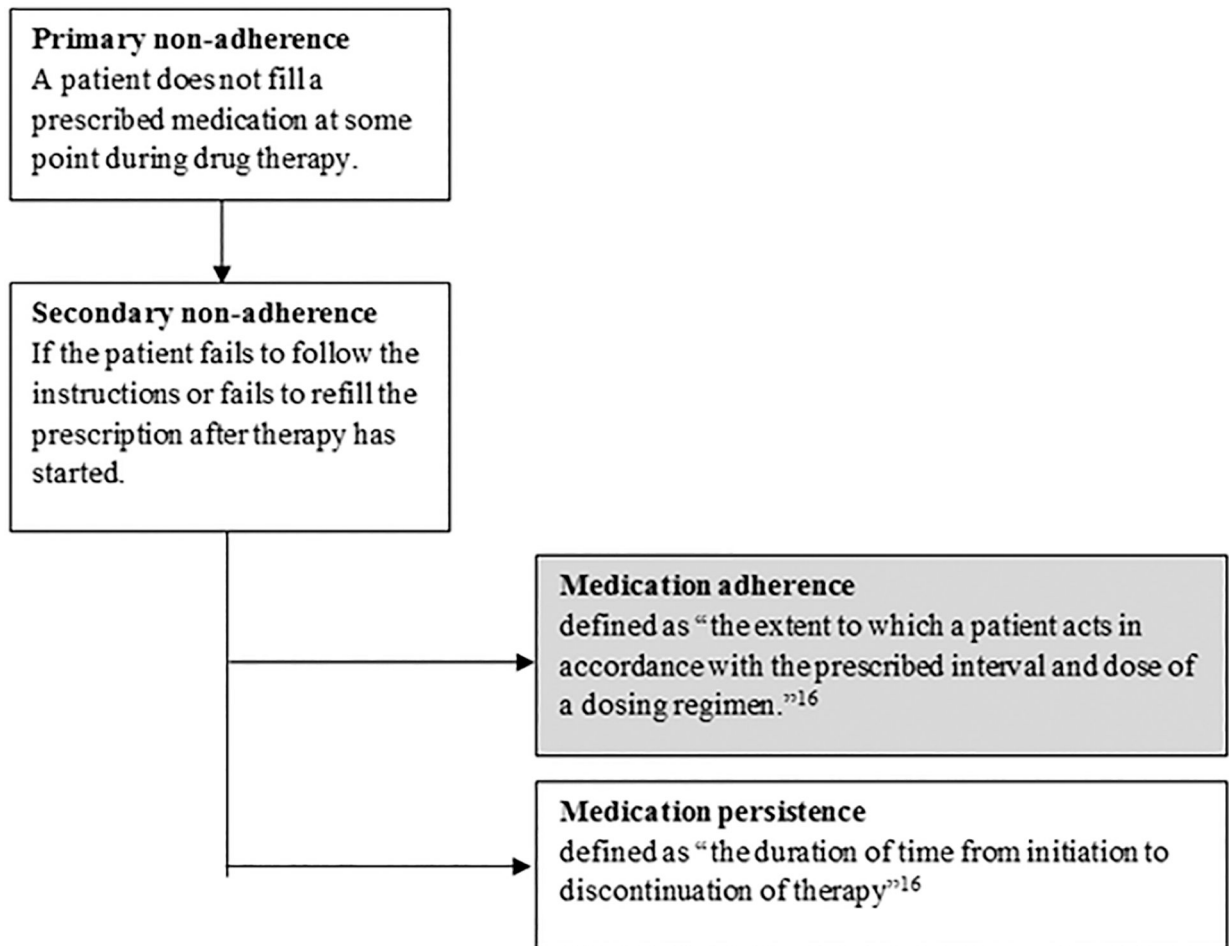 Primary non-adherence
A patient does not fill a
prescribed medication at some
point during drug therapy.
Secondary non-adherence
If the patient fails to follow the
instructions or fails to refill the
prescription after therapy has
started.
Medication adherence
defined as “the extent to which a patient acts in
accordance with the prescribed interval and dose of
a dosing regimen.”16
Medication persistence
defined as “the duration of time from initiation to
discontinuation of therapy”16